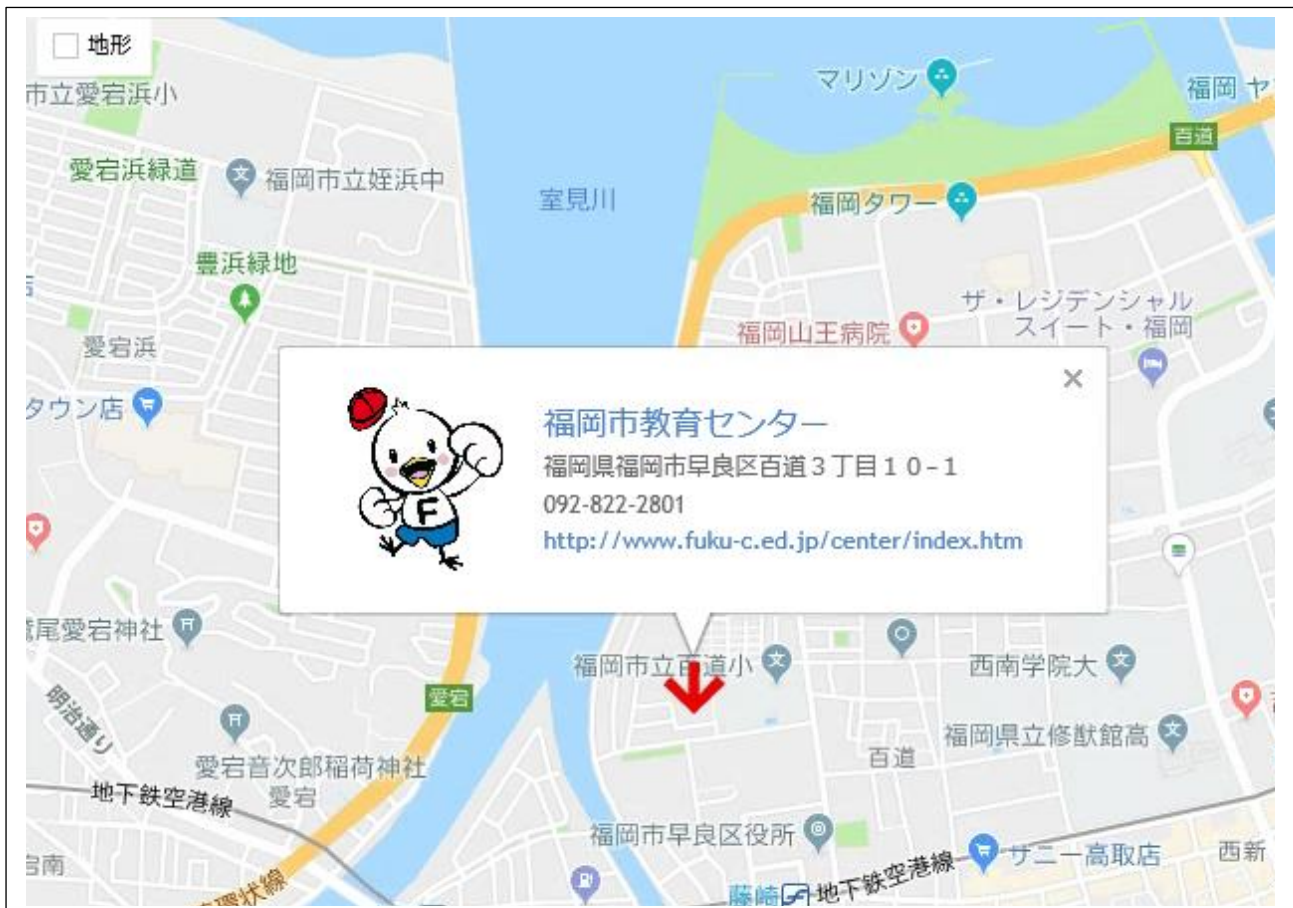 地形
マリゾン
市立愛宕浜小
福岡 ヤ
百道
愛宕浜緑道
福岡市立姪浜中
室見川
福岡タワー
豊浜緑地
ザ・レジデンシャル
スイート・福岡
福岡山王病院
愛宕浜
タウン店
福岡市教育センター
福岡県福岡市早良区百道３丁目１０−１
092-822-2801
http://www.fuku-c.ed.jp/center/index.htm
F
鷲尾愛宕神社
福岡市立百道小
西南学院大
愛宕
明治通り
福岡県立修猷館高
百道
愛宕音次郎稲荷神社
愛宕
地下鉄空港線
福岡市早良区役所
サニー高取店
西新
宕南
環状線
藤崎
地下鉄空港線